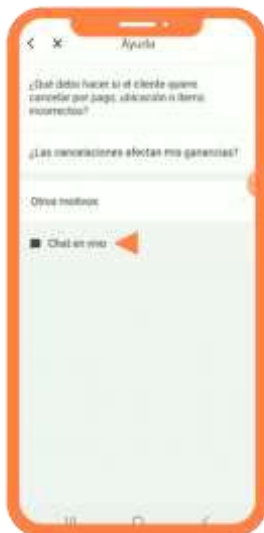 Ayuda
¿Qué debo hacer si el cliente quiere
cancelar por pago, ubicación o items
incorrectos?
¿Las cancelaciones afectan mis ganancias?
Otros motivos
Chat en vivo